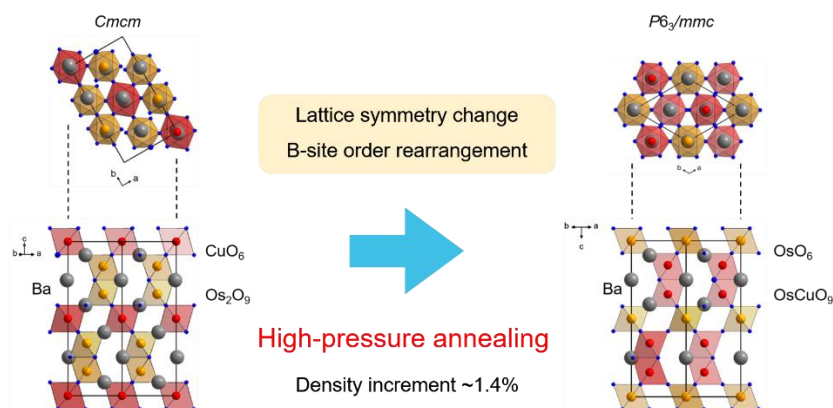 Cmcm
P6₃/mmc
Lattice symmetry change
B-site order rearrangement
b
a
b
a
c
b
a
CuO₆
Ba
Os₂O₉
High-pressure annealing
Density increment ~1.4%
b
a
c
OsO₆
Ba
OsCuO₉